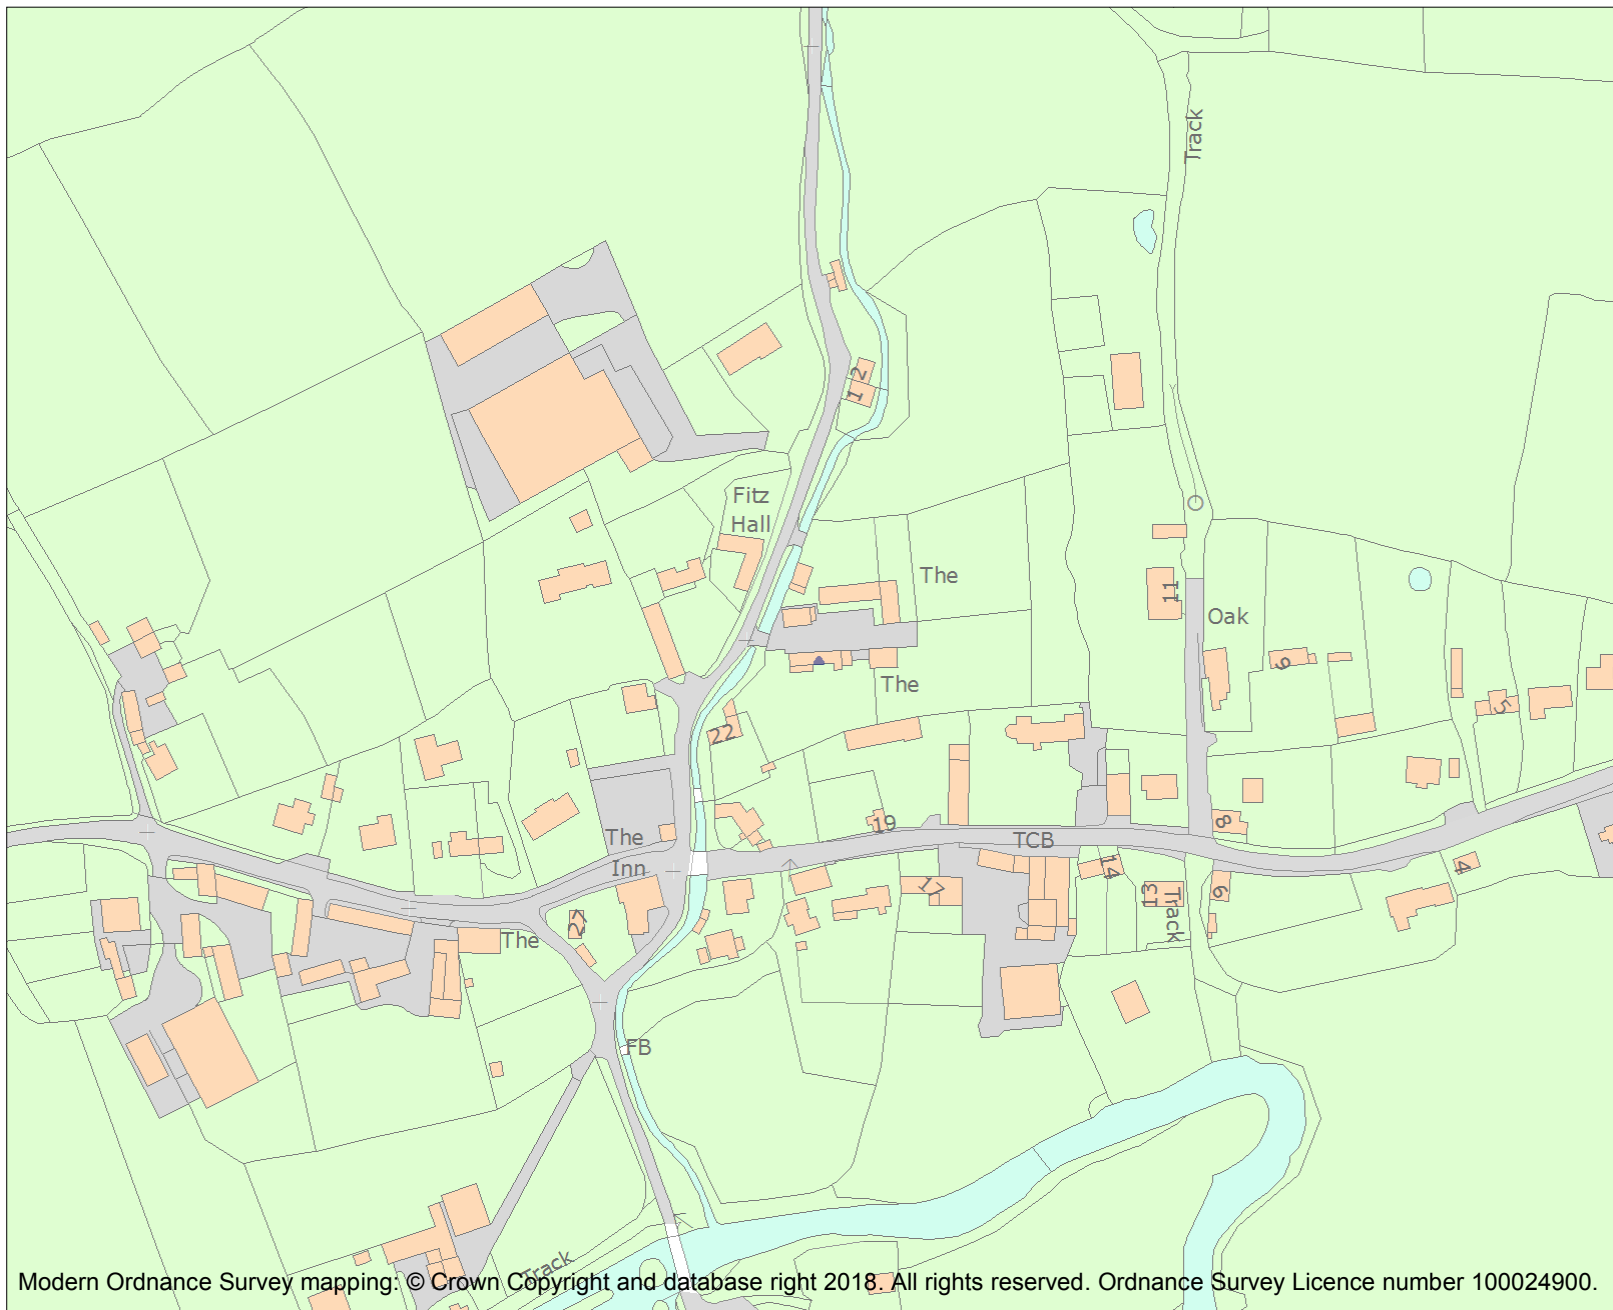 Track
2
1
Fitz
Hall
The
11
Oak
9
The
5
22
The
Inn
19
TCB
8
17
14
13
Track
6
4
27
The
FB
Track
Modern Ordnance Survey mapping: © Crown Copyright and database right 2018. All rights reserved. Ordnance Survey Licence number 100024900.